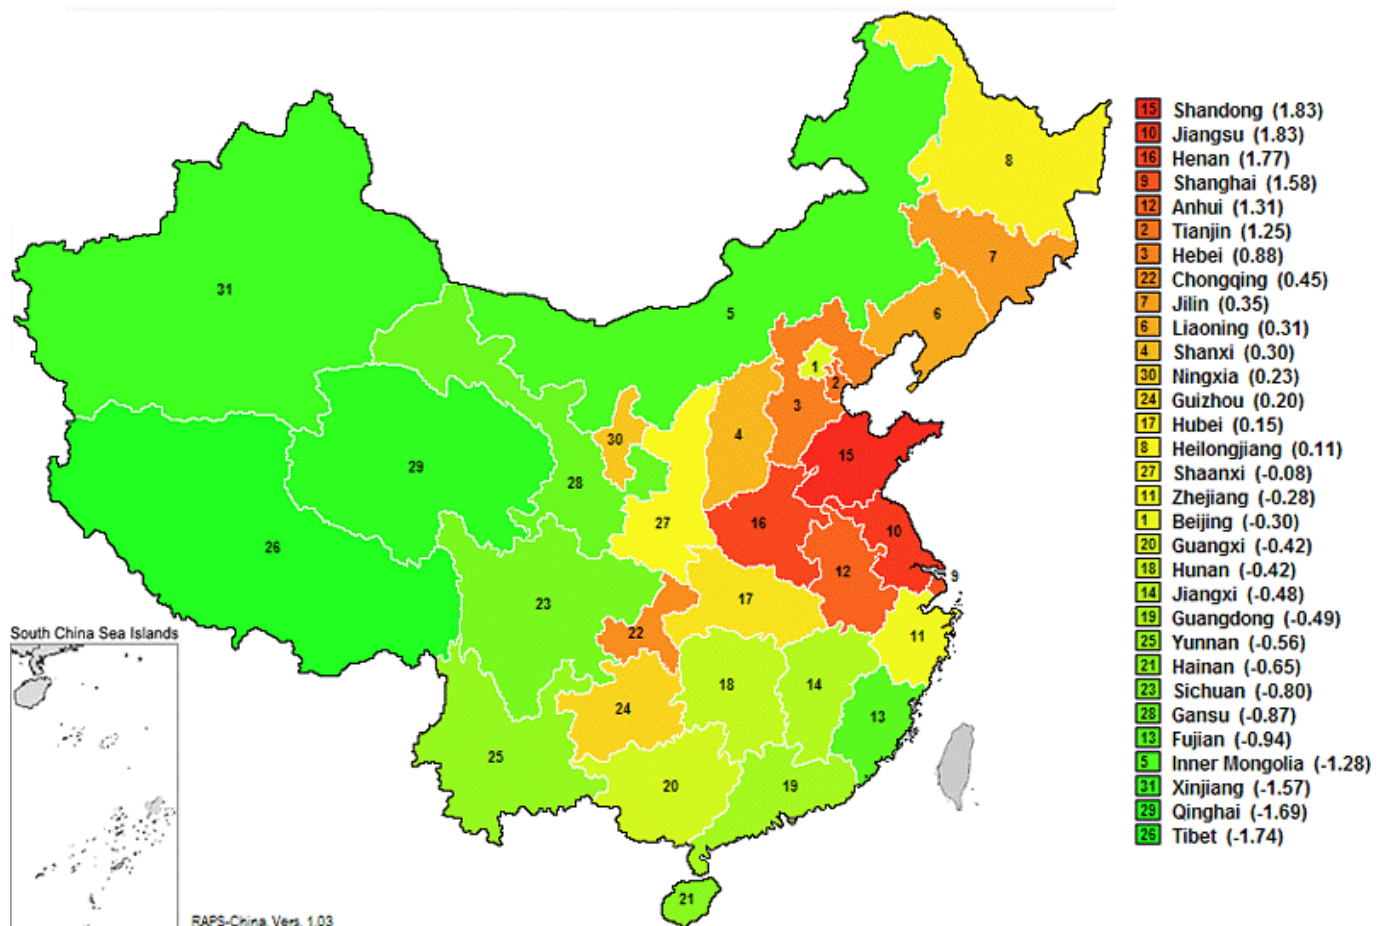 8
7
6
5
31
1
2
3
4
30
29
28
15
27
16
10
12
9
26
23
17
22
11
18
14
13
24
25
20
19
21
South China Sea Islands
RAPS-China, Vers. 1.03
15 Shandong (1.83)
10 Jiangsu (1.83)
16 Henan (1.77)
9 Shanghai (1.58)
12 Anhui (1.31)
2 Tianjin (1.25)
3 Hebei (0.88)
22 Chongqing (0.45)
7 Jilin (0.35)
6 Liaoning (0.31)
4 Shanxi (0.30)
30 Ningxia (0.23)
24 Guizhou (0.20)
17 Hubei (0.15)
8 Heilongjiang (0.11)
27 Shaanxi (-0.08)
11 Zhejiang (-0.28)
1 Beijing (-0.30)
20 Guangxi (-0.42)
18 Hunan (-0.42)
14 Jiangxi (-0.48)
19 Guangdong (-0.49)
25 Yunnan (-0.56)
21 Hainan (-0.65)
23 Sichuan (-0.80)
28 Gansu (-0.87)
13 Fujian (-0.94)
5 Inner Mongolia (-1.28)
31 Xinjiang (-1.57)
29 Qinghai (-1.69)
26 Tibet (-1.74)